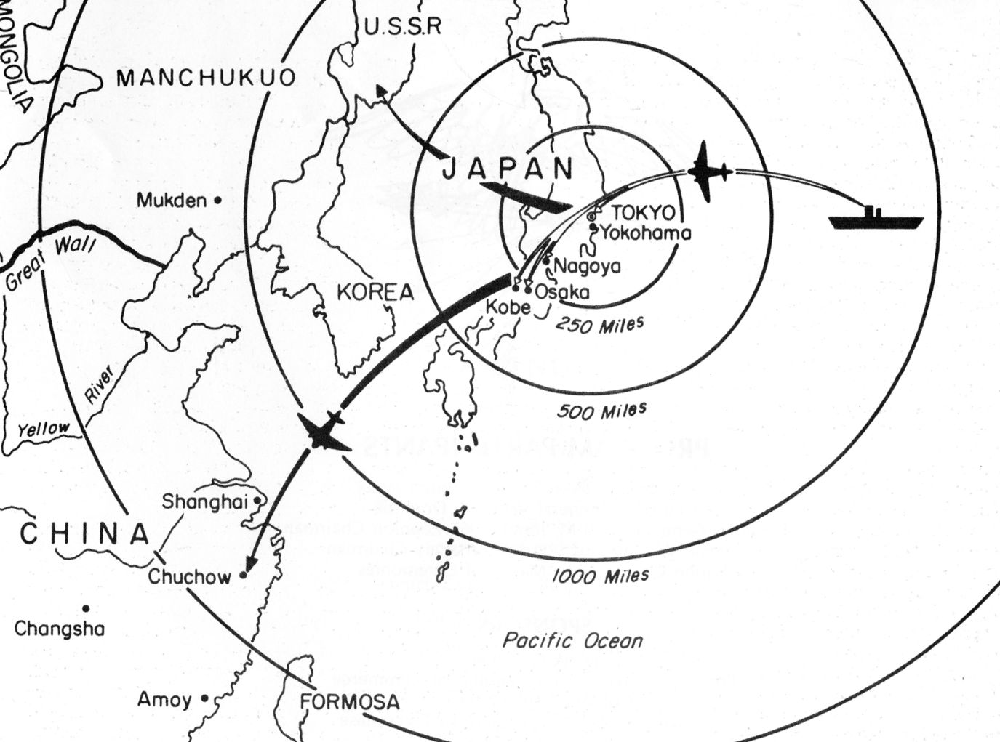 MONGOLIA
U.S.S.R
MANCHUKUO
JAPAN
Mukden
TOKYO
Yokohama
Great Wall
Nagoya
KOREA
Osaka
Kobe
250 Miles
River
500 Miles
Yellow
Shanghai
CHINA
Chuchow
1000 Miles
Changsha
Pacific Ocean
Amoy
FORMOSA